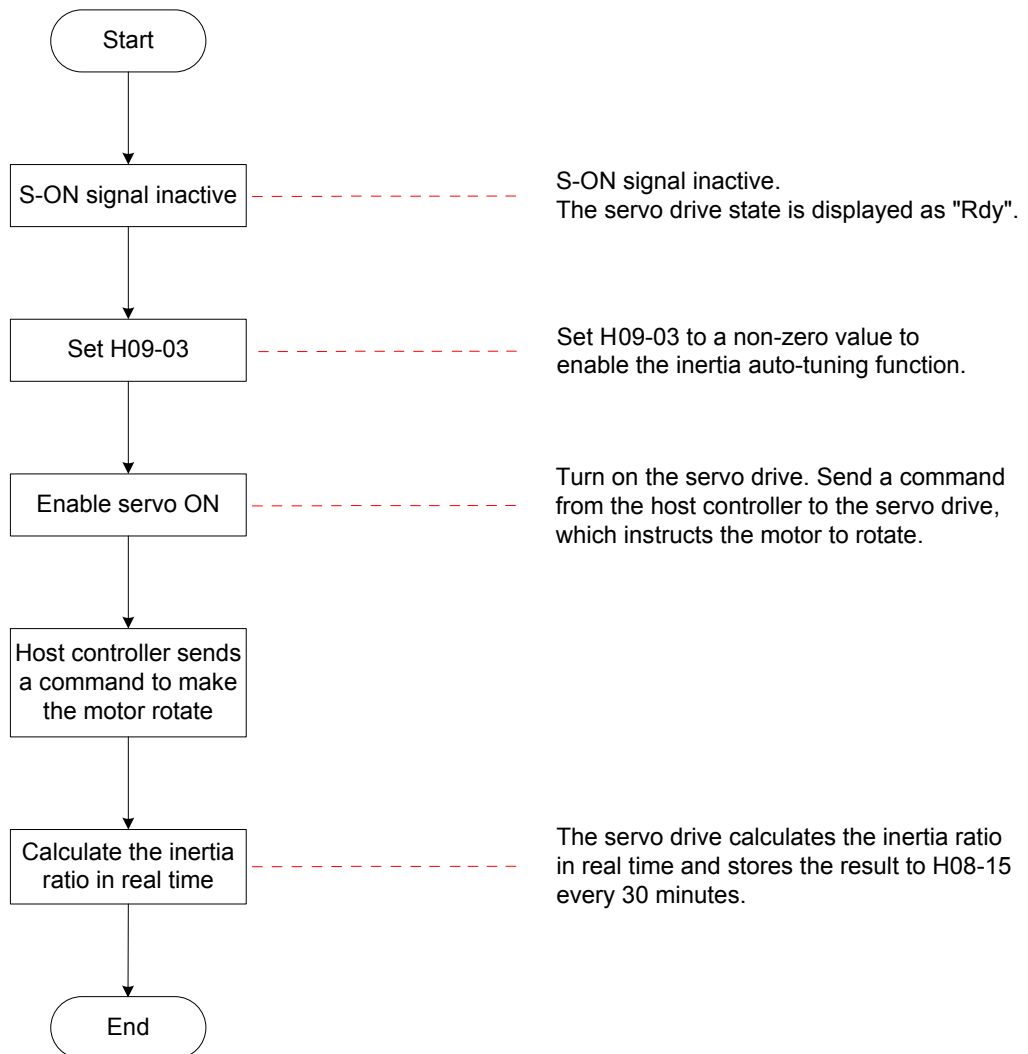 Start
S-ON signal inactive
S-ON signal inactive.
The servo drive state is displayed as "Rdy".
Set H09-03
Set H09-03 to a non-zero value to
enable the inertia auto-tuning function.
Enable servo ON
Turn on the servo drive. Send a command
from the host controller to the servo drive,
which instructs the motor to rotate.
Host controller sends
a command to make
the motor rotate
Calculate the inertia
ratio in real time
The servo drive calculates the inertia ratio
in real time and stores the result to H08-15
every 30 minutes.
End